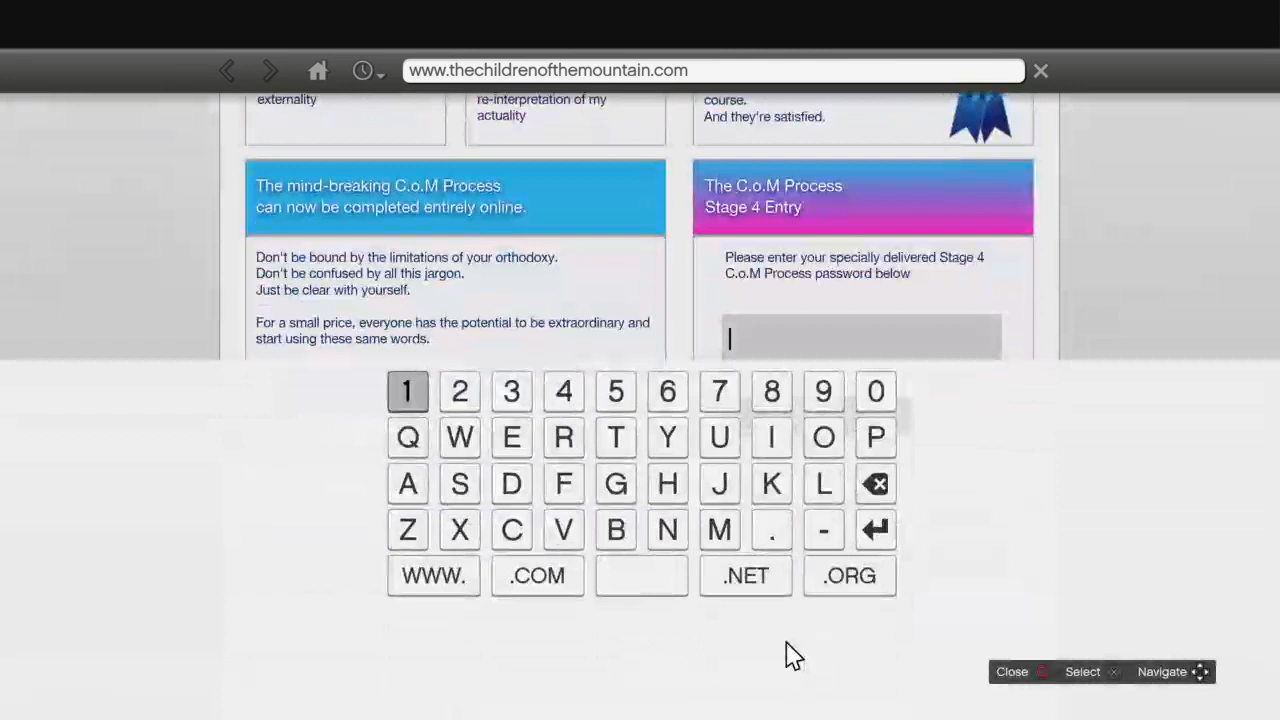 www.thechildrenofthemountain.com
externality
re-interpretation of my
actuality
course.
And they're satisfied.
The mind-breaking C.o.M Process
can now be completed entirely online.
Don't be bound by the limitations of your orthodoxy.
Don't be confused by all this jargon.
Just be clear with yourself.
For a small price, everyone has the potential to be extraordinary and
start using these same words.
The C.o.M Process
Stage 4 Entry
Please enter your specially delivered Stage 4
C.o.M Process password below
1 2 3 4 5 6 7 8 9 0
Q W E R T Y U I O P
A S D F G H J K L
Z X C V B N M . -
WWW. .COM .NET .ORG
Close Select Navigate